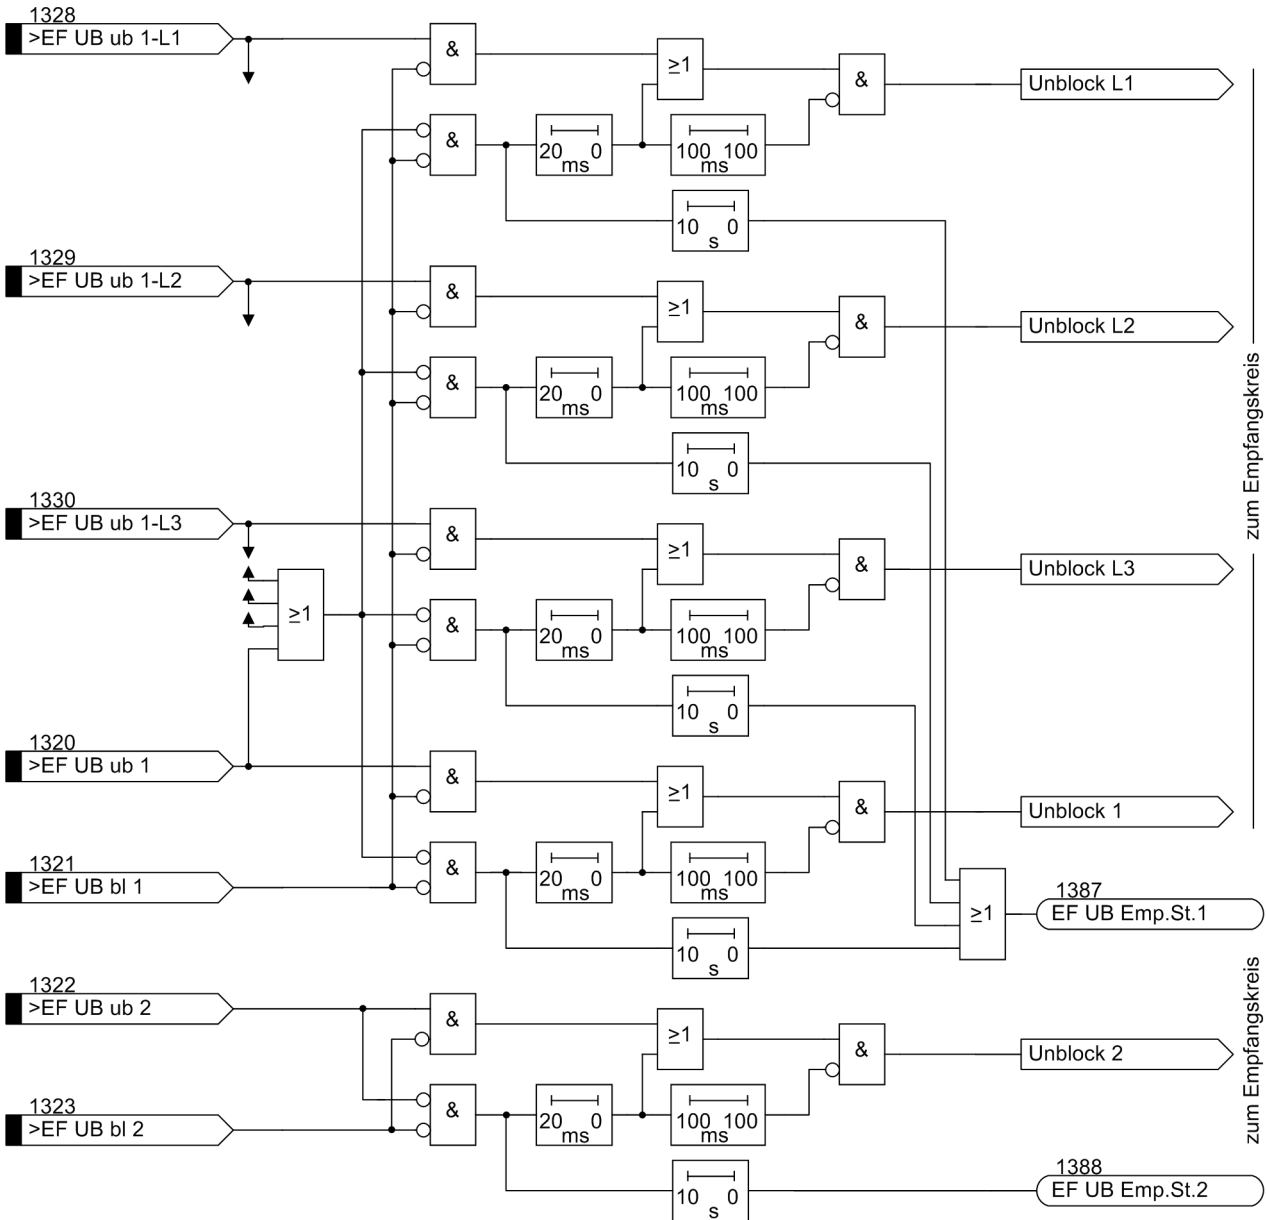 1328
>EF UB ub 1-L1
&
≥1
&
Unblock L1
&
20 0
ms
100 100
ms
10 0
s
1329
>EF UB ub 1-L2
&
≥1
&
Unblock L2
&
20 0
ms
100 100
ms
10 0
s
zum Empfangskreis
1330
>EF UB ub 1-L3
&
≥1
&
Unblock L3
≥1
&
20 0
ms
100 100
ms
10 0
s
1320
>EF UB ub 1
&
≥1
&
Unblock 1
1321
>EF UB bl 1
&
20 0
ms
100 100
ms
10 0
s
≥1
1387
EF UB Emp.St.1
1322
>EF UB ub 2
&
≥1
&
Unblock 2
zum Empfangskreis
1323
>EF UB bl 2
&
20 0
ms
100 100
ms
10 0
s
1388
EF UB Emp.St.2